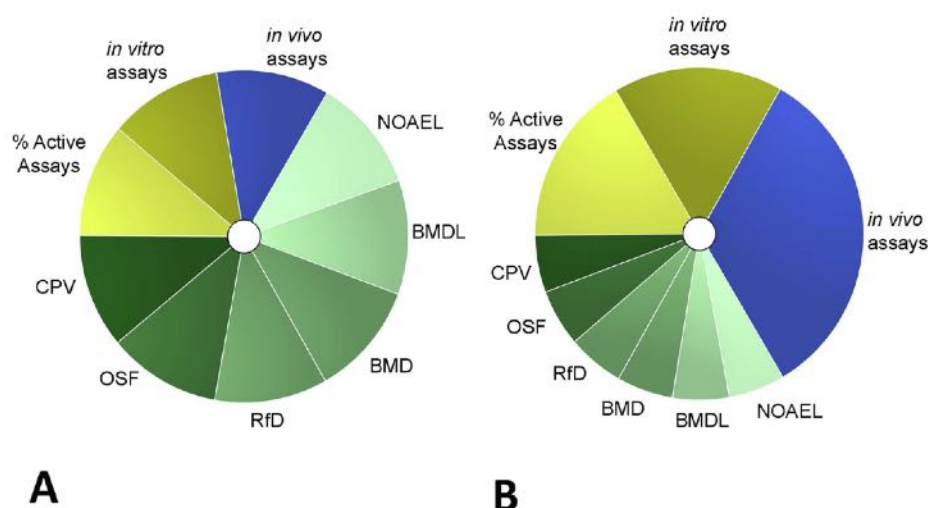 in vitro
assays
in vivo
assays
% Active
Assays
NOAEL
BMDL
CPV
OSF
BMD
RfD
A
in vitro
assays
% Active
Assays
in vivo
assays
CPV
OSF
RfD
BMD
BMDL
NOAEL
B